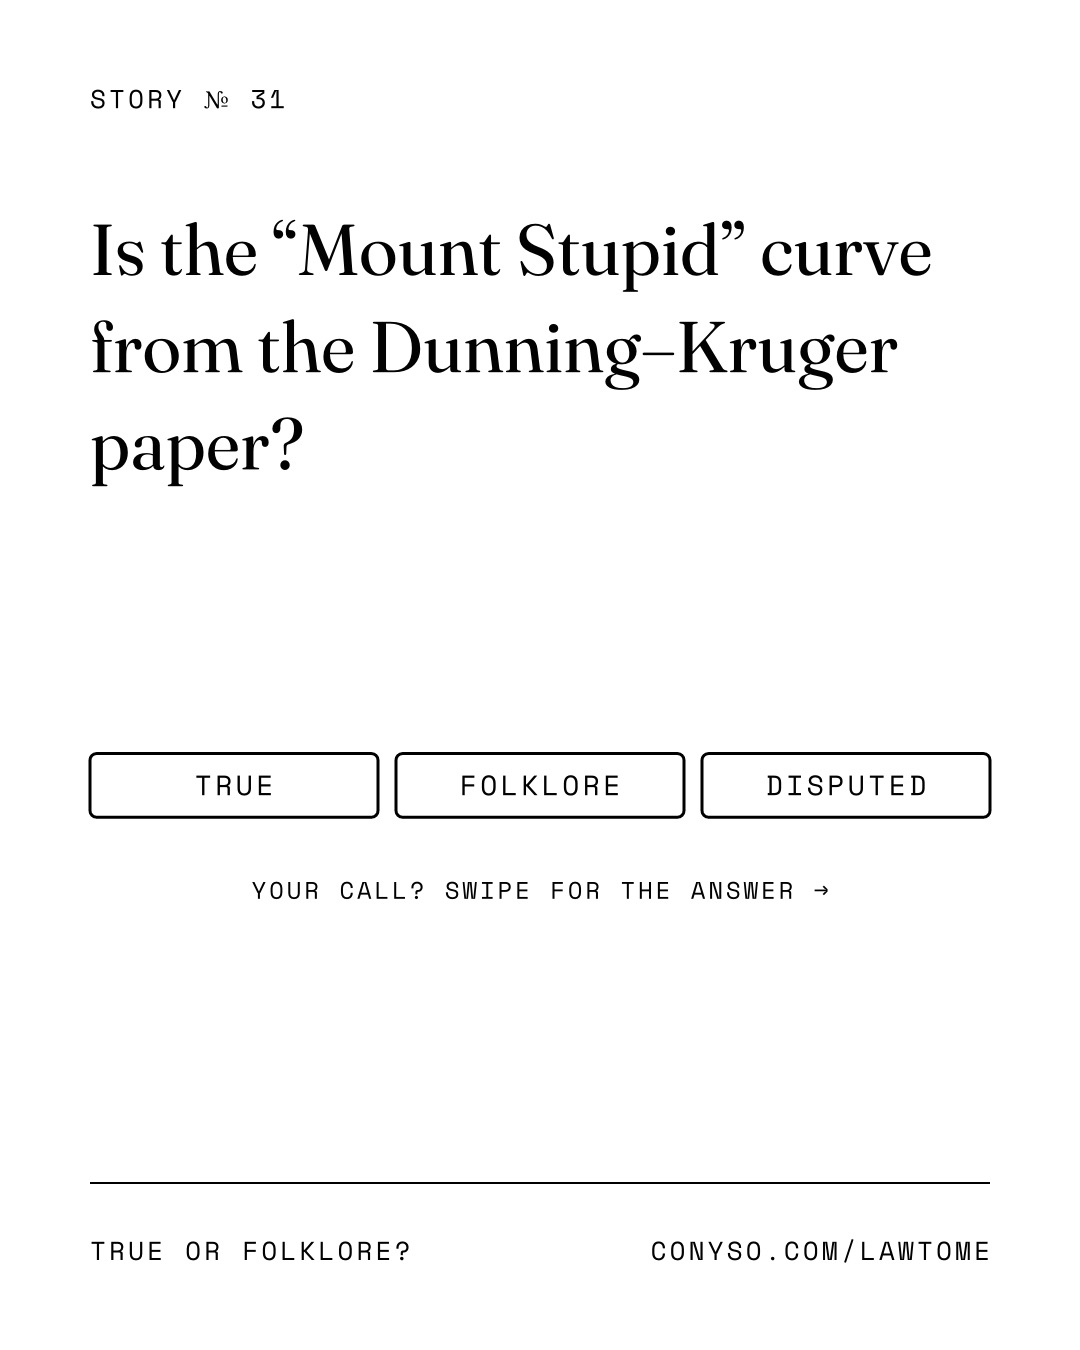 STORY № 31
Is the “Mount Stupid” curve
from the Dunning–Kruger
paper?
TRUE
FOLKLORE
DISPUTED
YOUR CALL? SWIPE FOR THE ANSWER →
TRUE OR FOLKLORE?
CONYSO.COM/LAWTOME